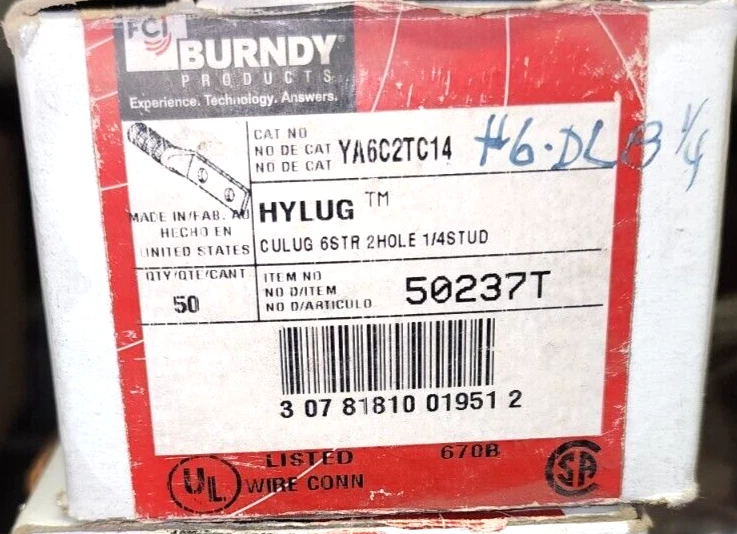 FCI
BURNDY®
PRODUCTS
Experience. Technology. Answers.
CAT NO
NO DE CAT
NO DE CAT
YA6C2TC14
#6·DLB 1/4
MADE IN/FAB. AU
HECHO EN
UNITED STATES
HYLUG ™
CULUG 6STR 2HOLE 1/4STUD
QTY/QTE/CANT
50
ITEM NO
NO D/ITEM
NO D/ARTICULO
50237T
3 07 81810 01951 2
UL
LISTED
WIRE CONN
670B
CSA